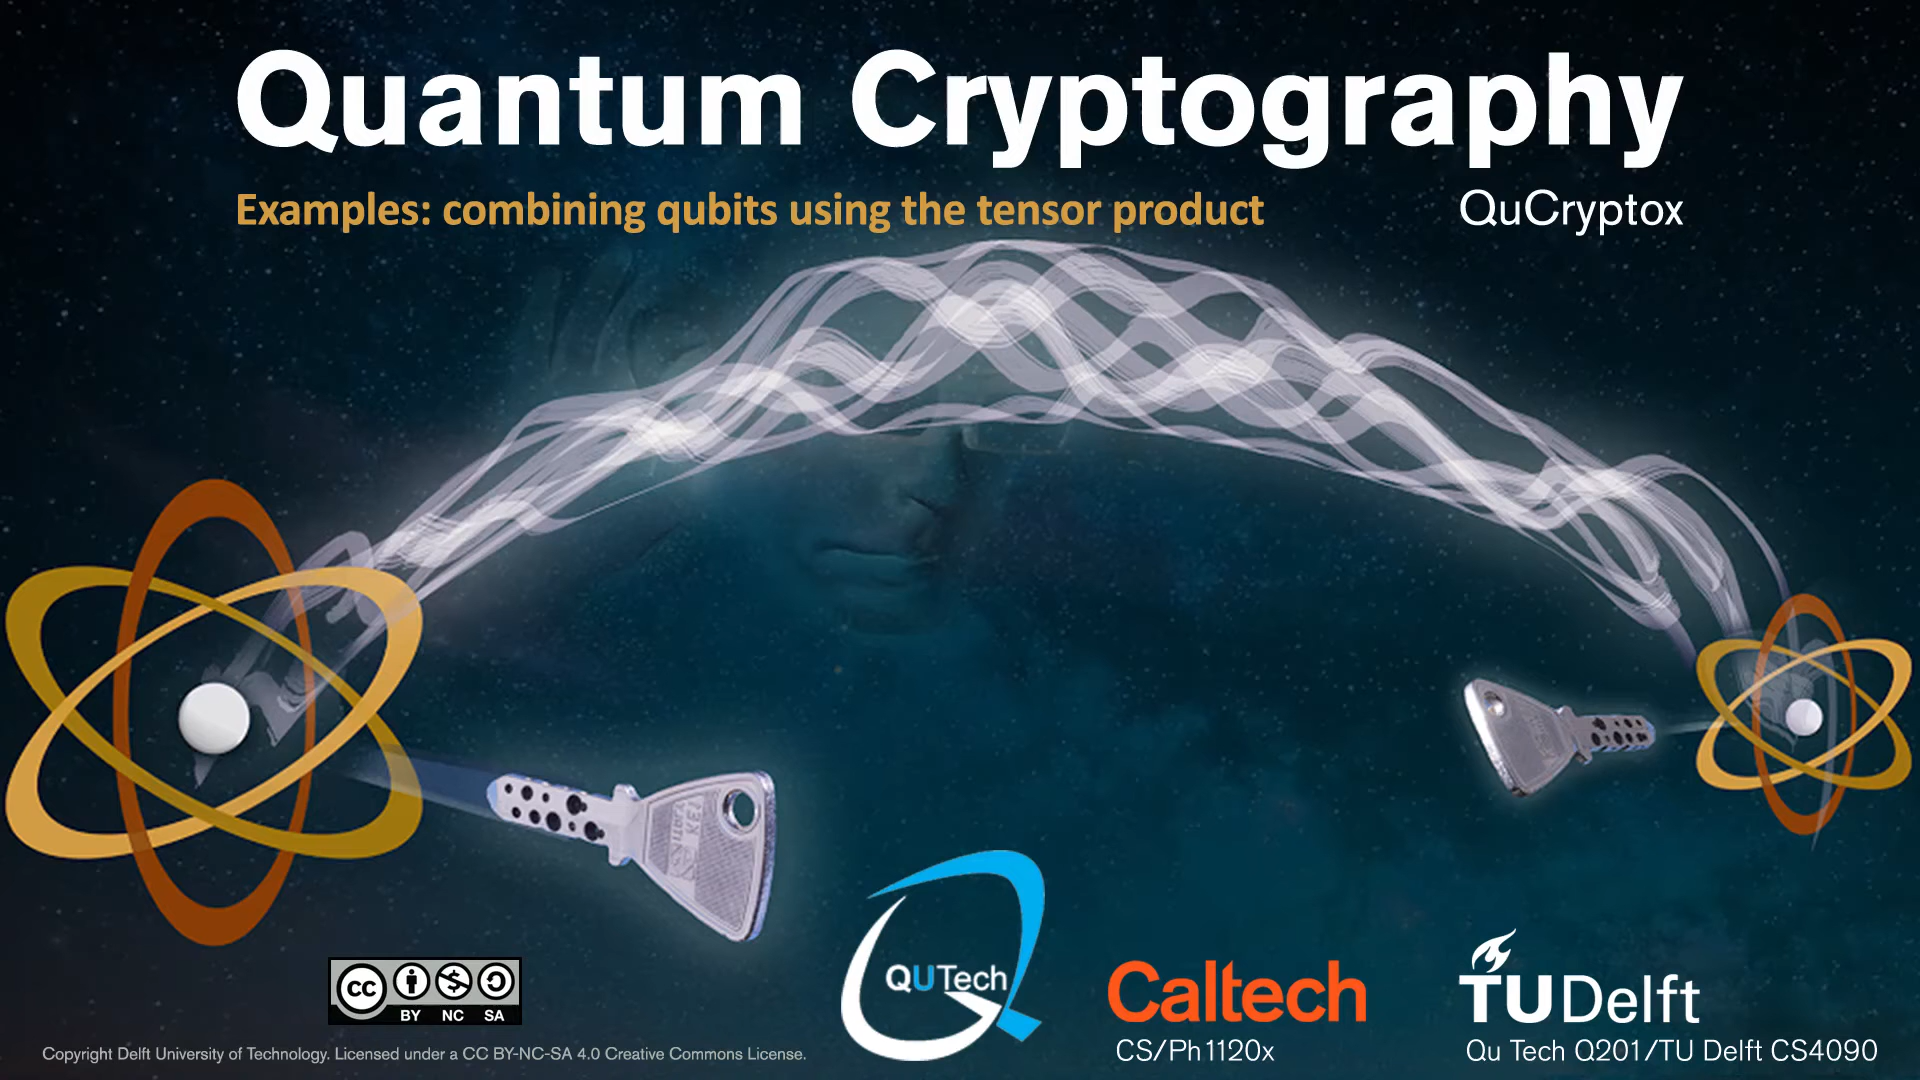 Quantum Cryptography
Examples: combining qubits using the tensor product
QuCryptox
KEY
CC
BY NC SA
QUTech
Caltech
CS/Ph1120x
TUDelft
Qu Tech Q201/TU Delft CS4090
Copyright Delft University of Technology. Licensed under a CC BY-NC-SA 4.0 Creative Commons License.